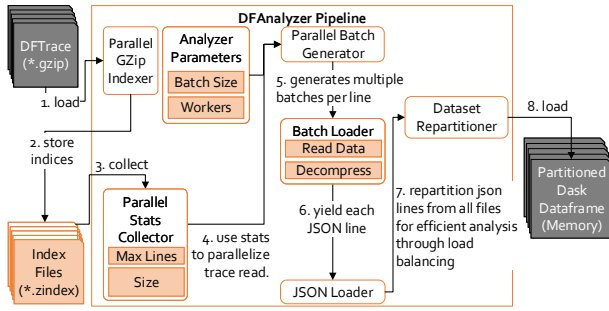 DFAnalyzer Pipeline
DFTrace
(*.gzip)
1. load
Parallel
GZip
Indexer
Analyzer
Parameters
Batch Size
Workers
Parallel Batch
Generator
5. generates multiple
batches per line
Dataset
Repartitioner
8. load
2. store
indices
3. collect
Batch Loader
Read Data
Decompress
Partitioned
Dask
Dataframe
(Memory)
Index
Files
(*.zindex)
Parallel
Stats
Collector
Max Lines
Size
4. use stats
to parallelize
trace read.
6. yield each
JSON line
7. repartition json
lines from all files
for efficient analysis
through load
balancing
JSON Loader